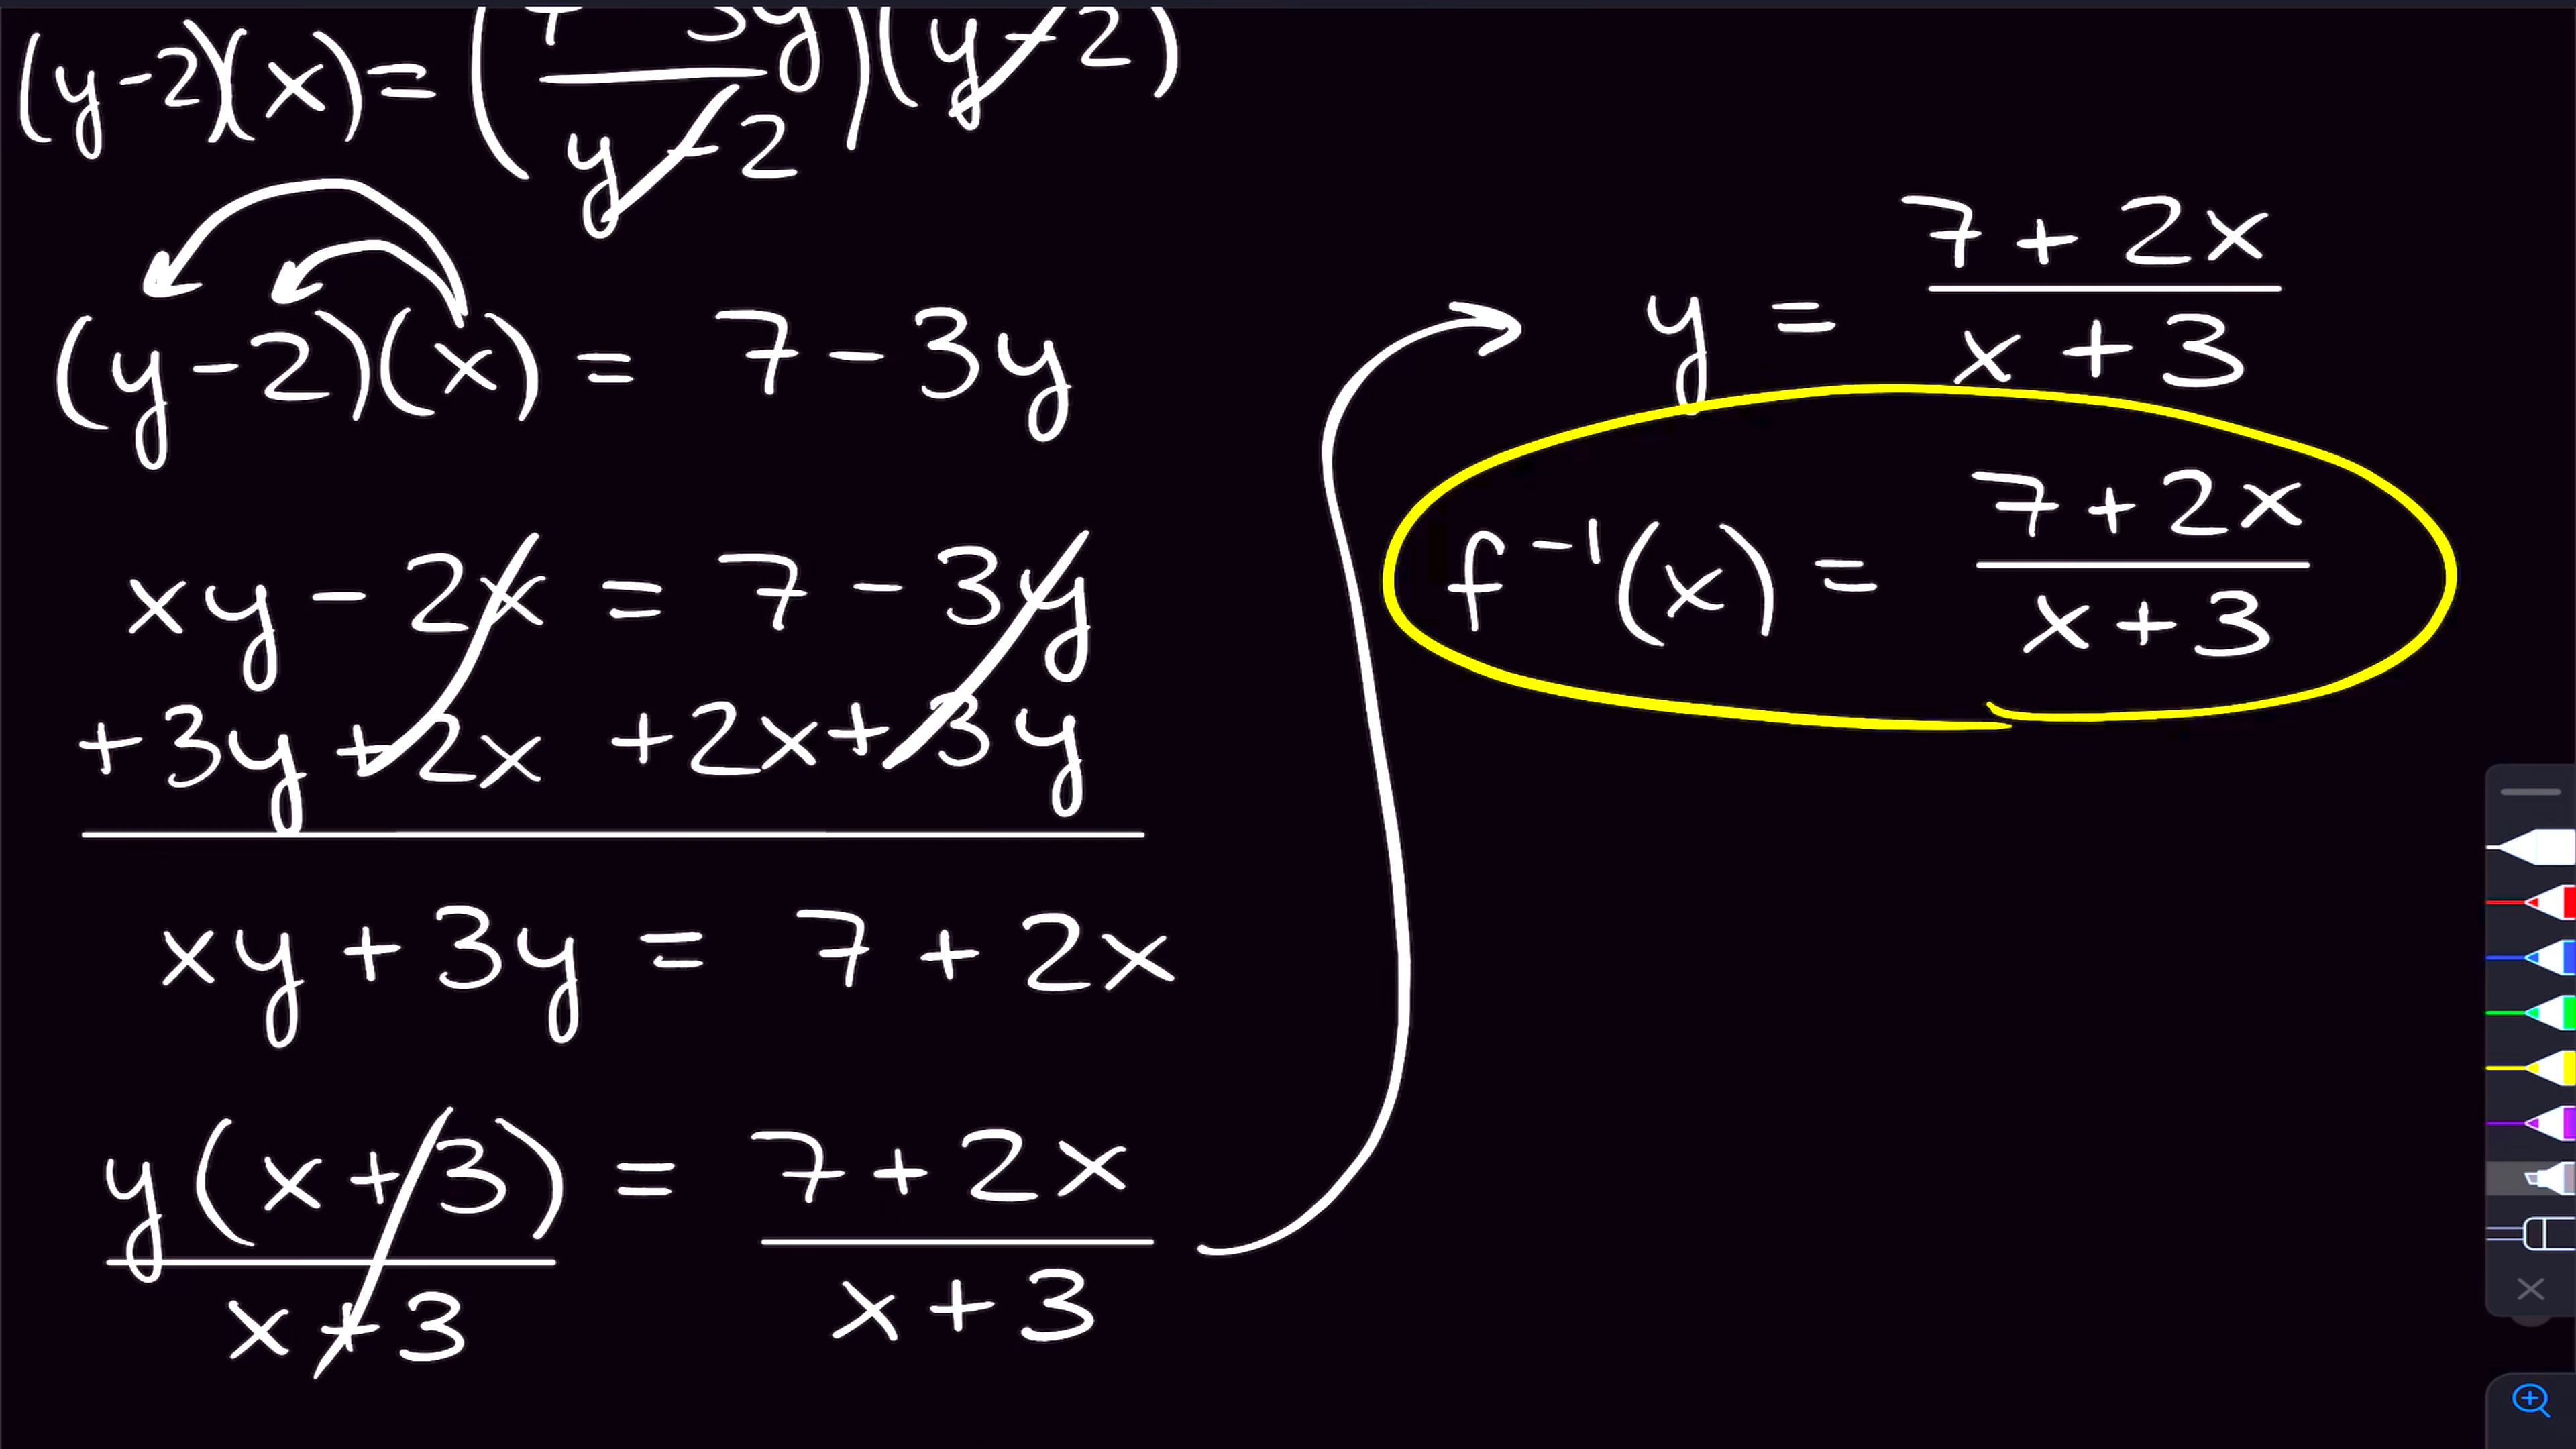 (y-2)(x) = (7-3y / y-2)(y-2)
(y-2)(x) = 7-3y
xy - 2x = 7 - 3y
+3y +2x +2x +3y
xy + 3y = 7 + 2x
y(x+3) / x+3 = 7+2x / x+3
y = 7+2x / x+3
f⁻¹(x) = 7+2x / x+3